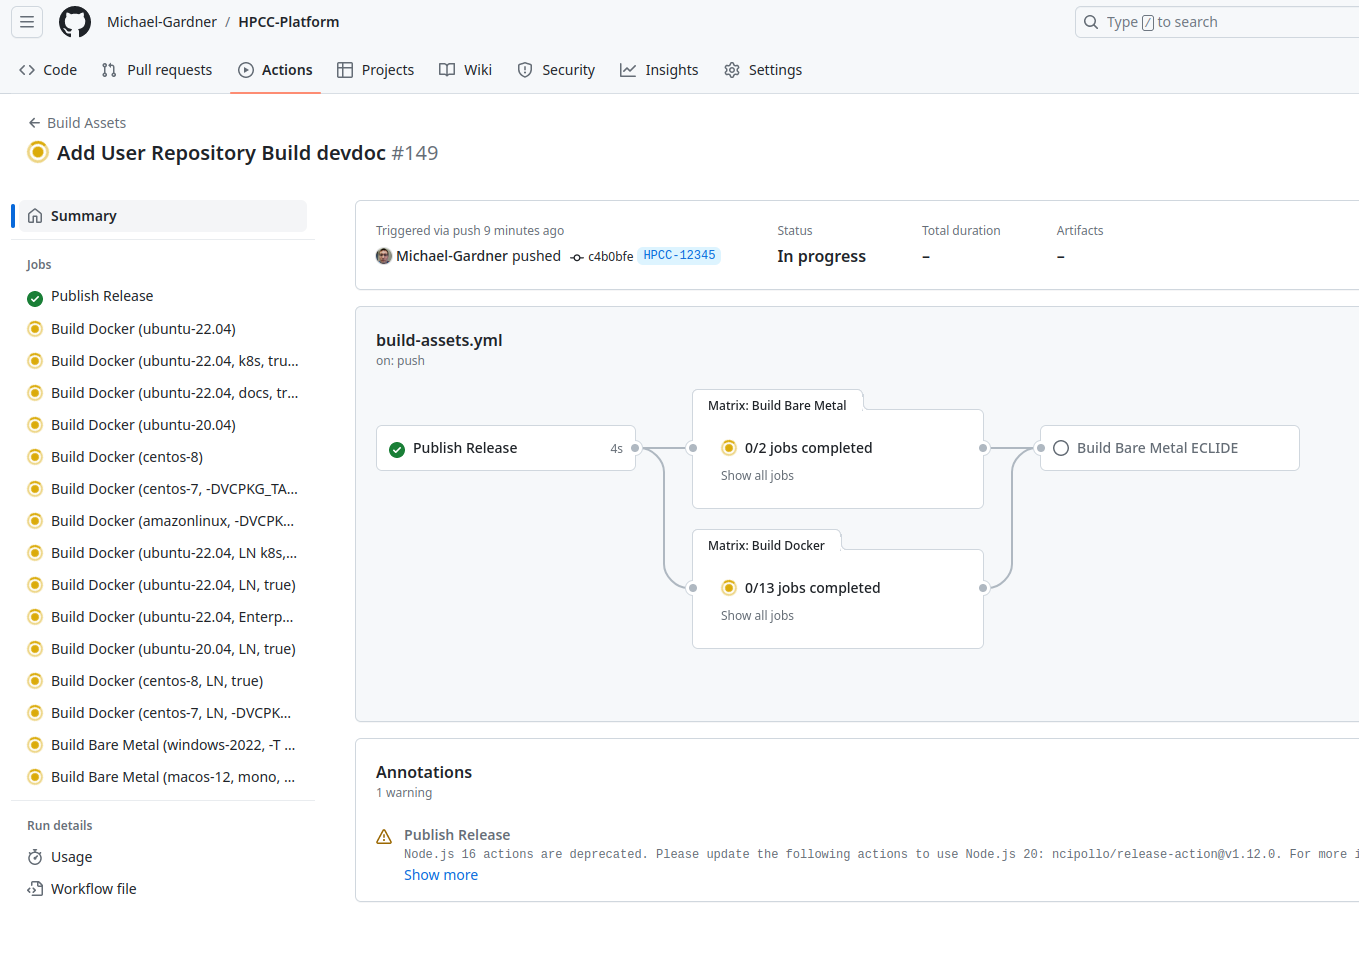 Michael-Gardner / HPCC-Platform
Type / to search
Code Pull requests Actions Projects Wiki Security Insights Settings
← Build Assets
Add User Repository Build devdoc #149
Summary
Jobs
Publish Release
Build Docker (ubuntu-22.04)
Build Docker (ubuntu-22.04, k8s, tru...
Build Docker (ubuntu-22.04, docs, tr...
Build Docker (ubuntu-20.04)
Build Docker (centos-8)
Build Docker (centos-7, -DVCPKG_TA...
Build Docker (amazonlinux, -DVCPK...
Build Docker (ubuntu-22.04, LN k8s,...
Build Docker (ubuntu-22.04, LN, true)
Build Docker (ubuntu-22.04, Enterp...
Build Docker (ubuntu-20.04, LN, true)
Build Docker (centos-8, LN, true)
Build Docker (centos-7, LN, -DVCPK...
Build Bare Metal (windows-2022, -T ...
Build Bare Metal (macos-12, mono, ...
Run details
Usage
Workflow file
Triggered via push 9 minutes ago
Michael-Gardner pushed c4b0bfe HPCC-12345
Status
In progress
Total duration
–
Artifacts
–
build-assets.yml
on: push
Publish Release 4s
Matrix: Build Bare Metal
0/2 jobs completed
Show all jobs
Matrix: Build Docker
0/13 jobs completed
Show all jobs
Build Bare Metal ECLIDE
Annotations
1 warning
Publish Release
Node.js 16 actions are deprecated. Please update the following actions to use Node.js 20: ncipollo/release-action@v1.12.0. For more i
Show more